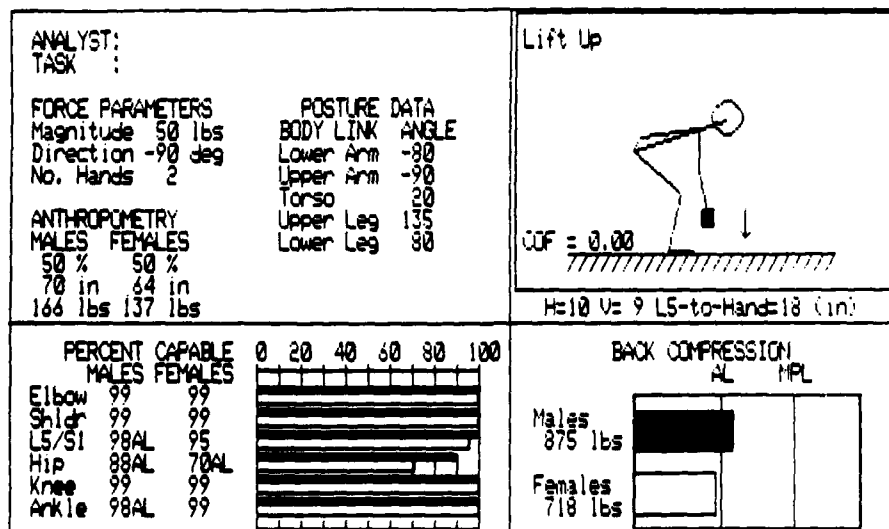 ANALYST:
TASK :
FORCE PARAMETERS
Magnitude 50 lbs
Direction -90 deg
No. Hands 2
ANTHROPOMETRY
MALES FEMALES
50 % 50 %
70 in 64 in
166 lbs 137 lbs
POSTURE DATA
BODY LINK ANGLE
Lower Arm -80
Upper Arm -90
Torso 20
Upper Leg 135
Lower Leg 80
Lift Up
COF = 0.00
H=10 V= 9 L5-to-Hand=18 (in)
PERCENT CAPABLE 0 20 40 60 80 100
MALES FEMALES
Elbow 99 99
Shldr 99 99
L5/S1 98AL 95
Hip 88AL 70AL
Knee 99 99
Ankle 98AL 99
BACK COMPRESSION
AL MPL
Males
875 lbs
Females
718 lbs